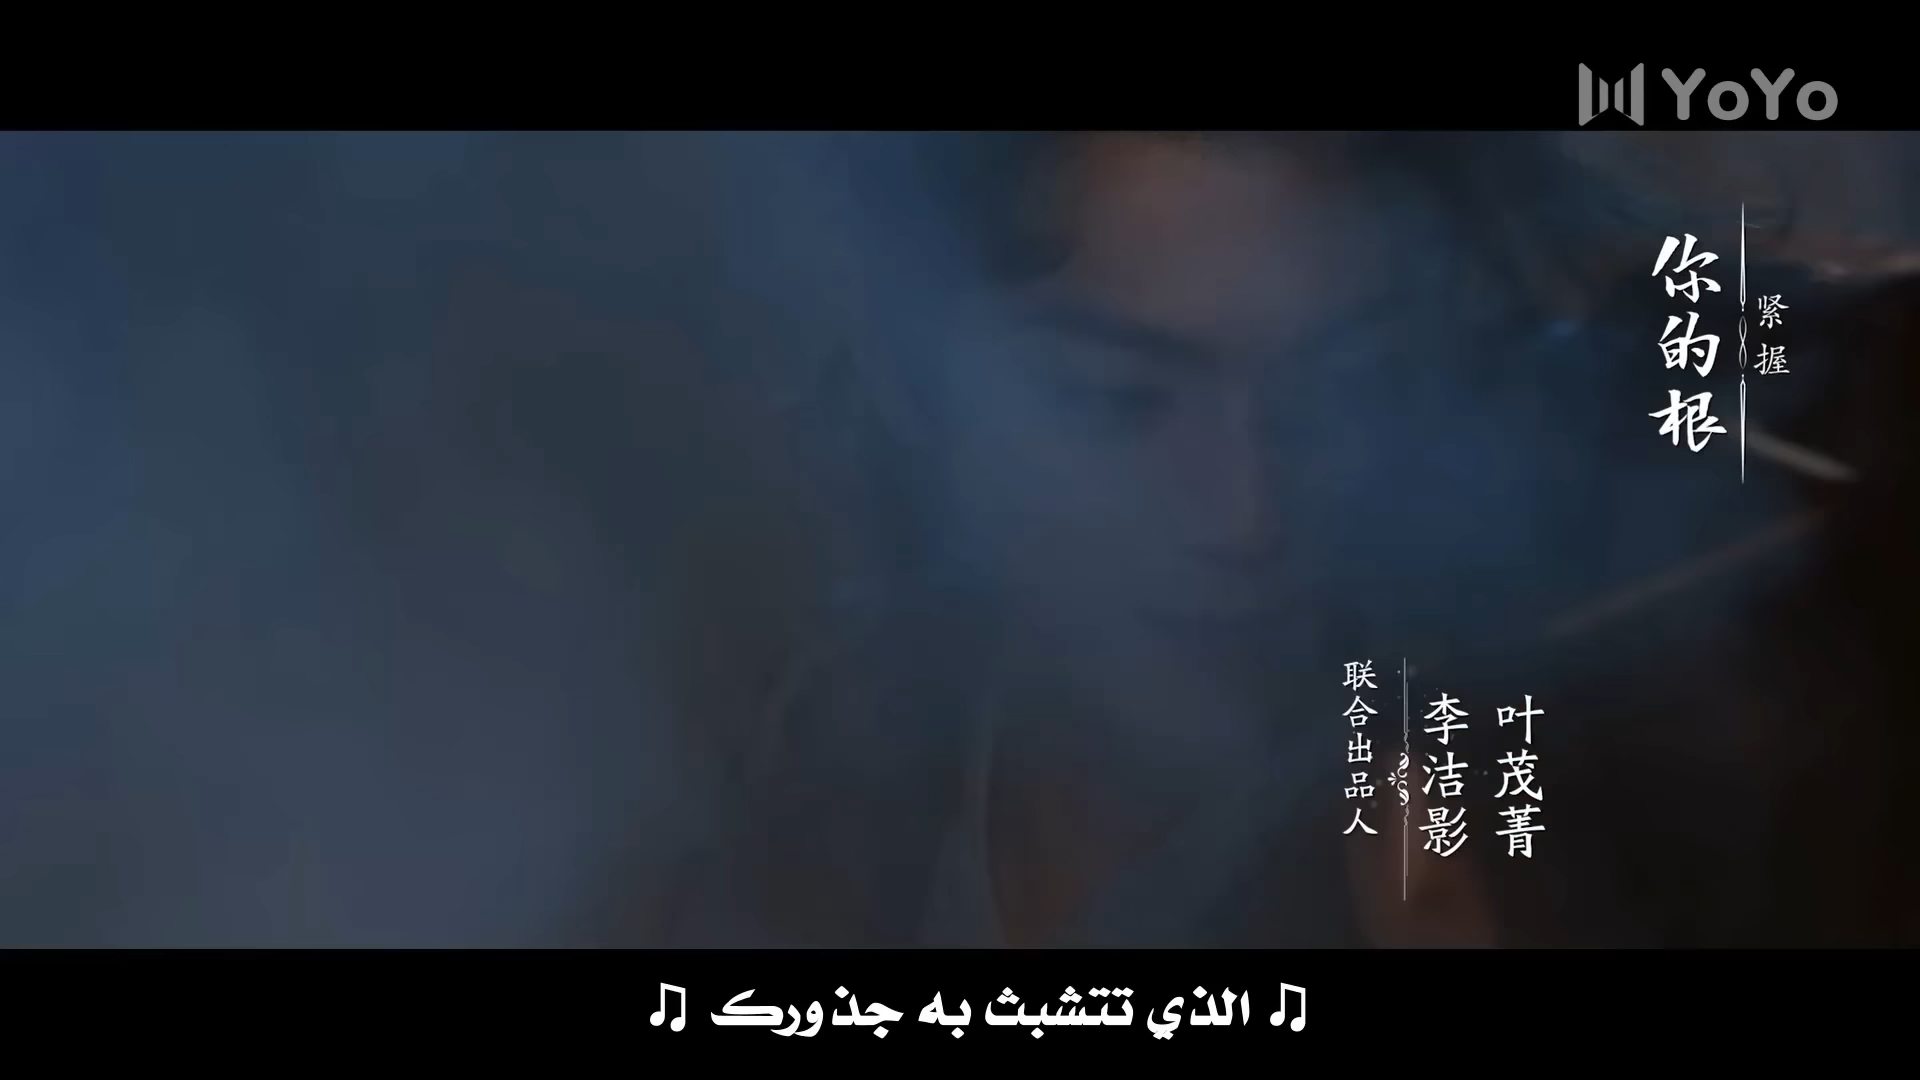 YoYo
紧握
你的根
联合出品人
李洁影
叶茂菁
♫ الذي تتشبث به جذورك ♫